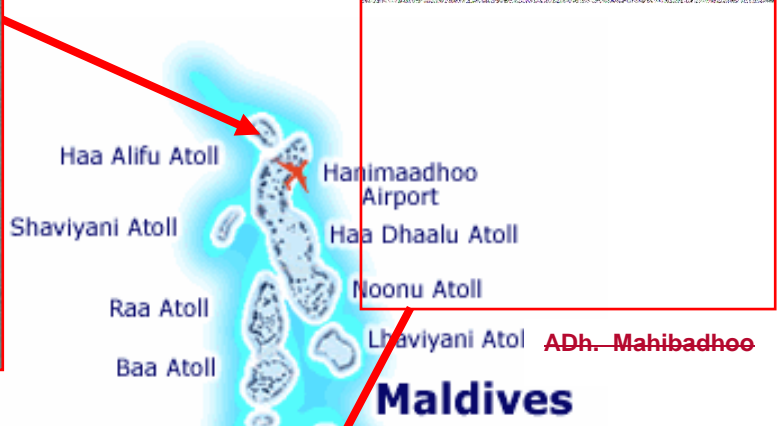 Haa Alifu Atoll
Hanimaadhoo
Airport
Shaviyani Atoll
Haa Dhaalu Atoll
Noonu Atoll
Raa Atoll
Lhaviyani Atol
ADh. Mahibadhoo
Baa Atoll
Maldives